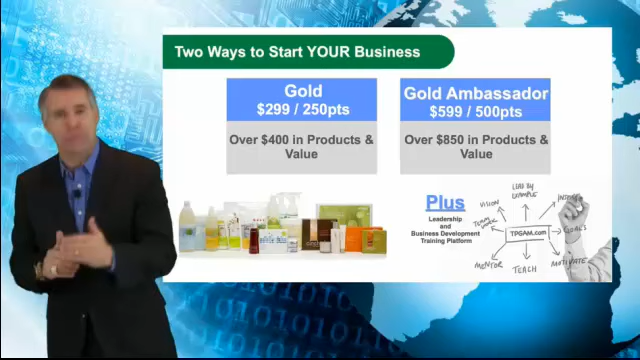 Two Ways to Start YOUR Business
Gold
$299 / 250pts
Over $400 in Products &
Value
Gold Ambassador
$599 / 500pts
Over $850 in Products &
Value
Plus
Leadership
and
Business Development
Training Platform
VISION
LEAD BY
EXAMPLE
TEAM
WORK
GOALS
TPGAM.com
MENTOR
TEACH
MOTIVATE